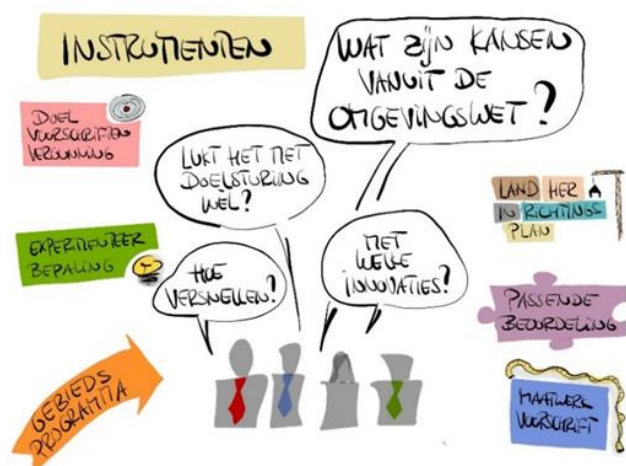 INSTRUMENTEN
WAT ZIJN KANSEN
VANUIT DE
OMGEVINGSWET?
DOEL
VOORSCHRIFTEN
VERGUNNING
LUKT HET MET
DOELSTURING
WEL?
LAND HER
IN RICHTINGS
PLAN
EXPERIMENTEER
BEPALING
HOE
VERSNELLEN?
MET
WELKE
INNOVATIES?
PASSENDE
BEOORDELING
GEBIEDS
PROGRAMMA
MAATWERK
VOORSCHRIFT